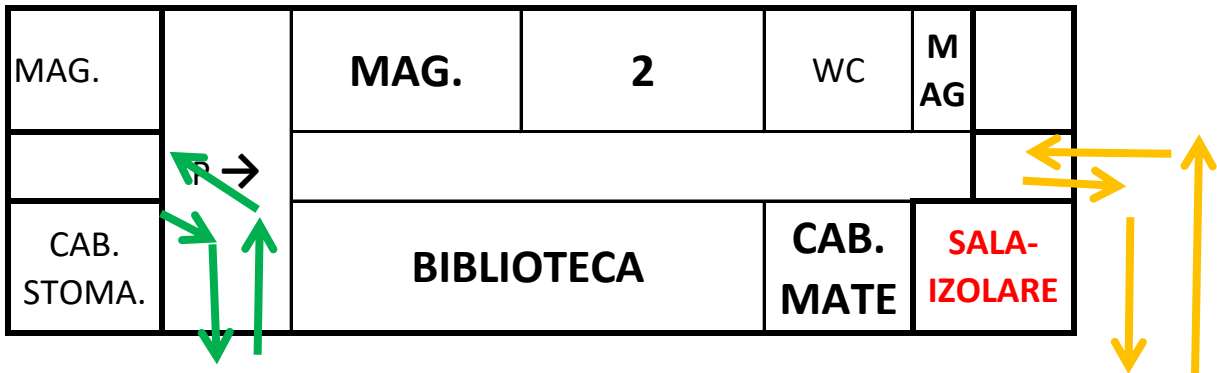 MAG.
MAG.
2
WC
M
AG
P →
CAB.
STOMA.
BIBLIOTECA
CAB.
MATE
SALA-
IZOLARE